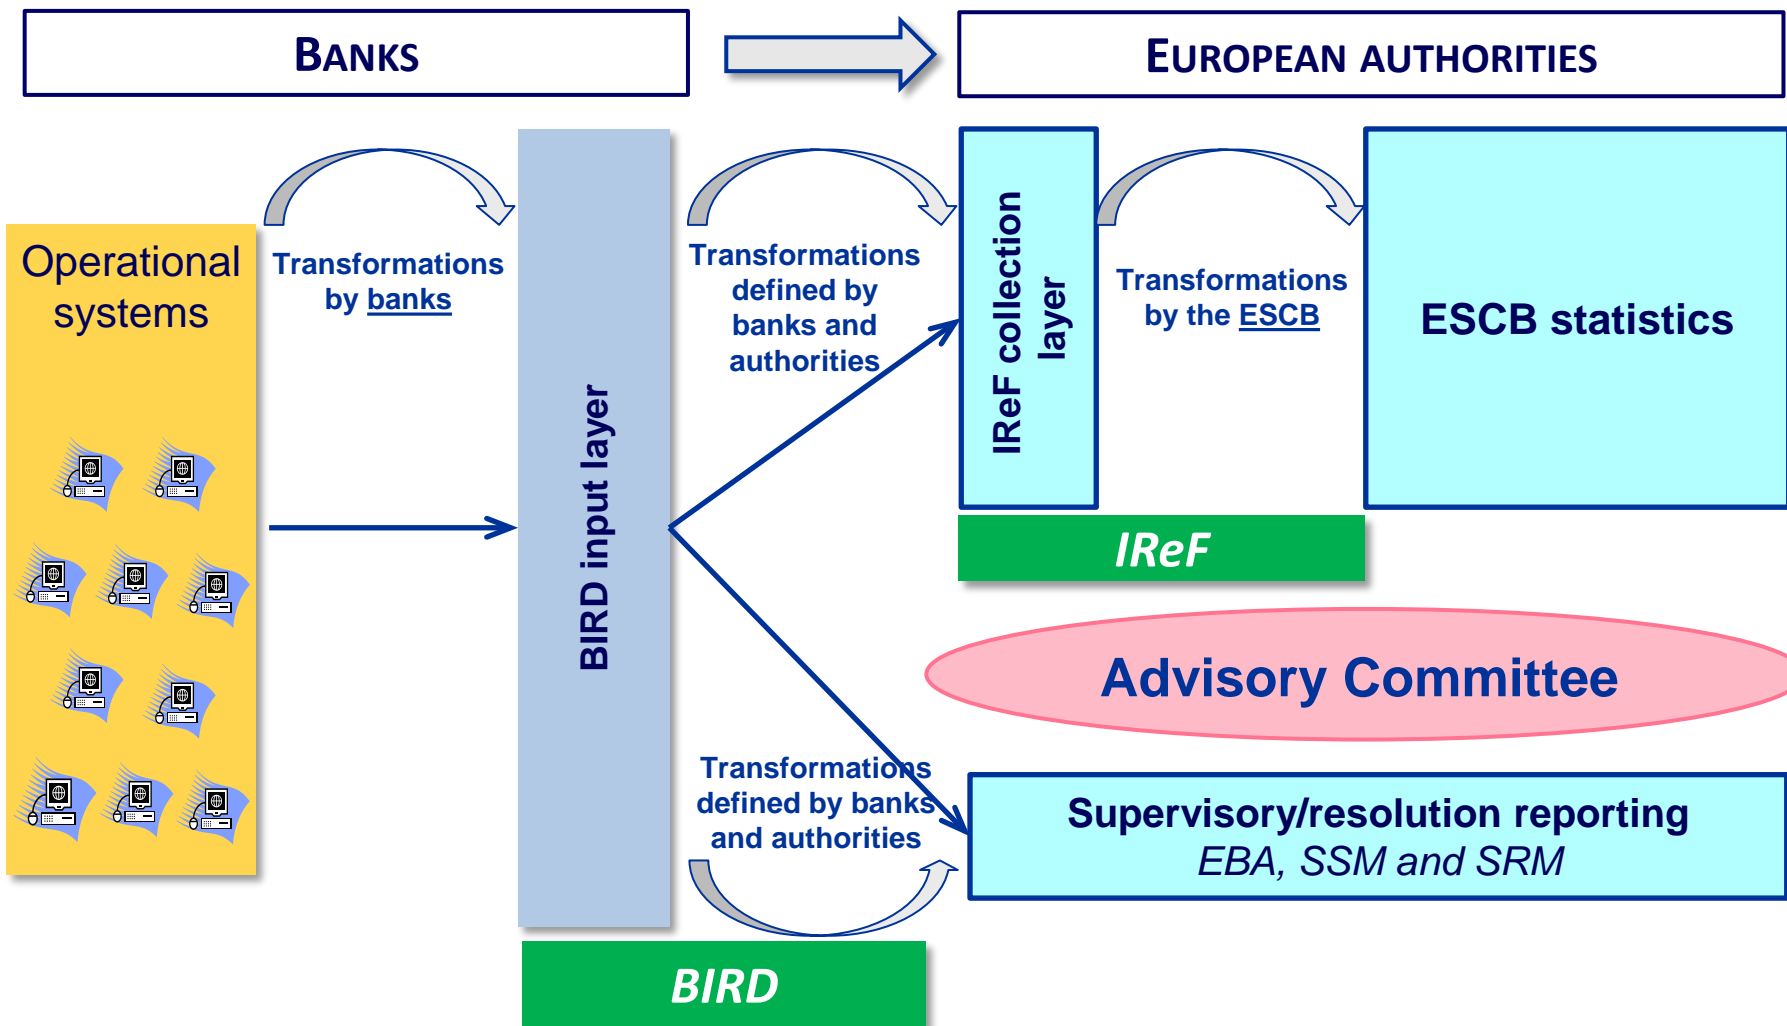 BANKS
EUROPEAN AUTHORITIES
Operational
systems
Transformations
by banks
BIRD input layer
Transformations
defined by
banks and
authorities
IReF collection
layer
Transformations
by the ESCB
ESCB statistics
IReF
Advisory Committee
Transformations
defined by banks
and authorities
Supervisory/resolution reporting
EBA, SSM and SRM
BIRD